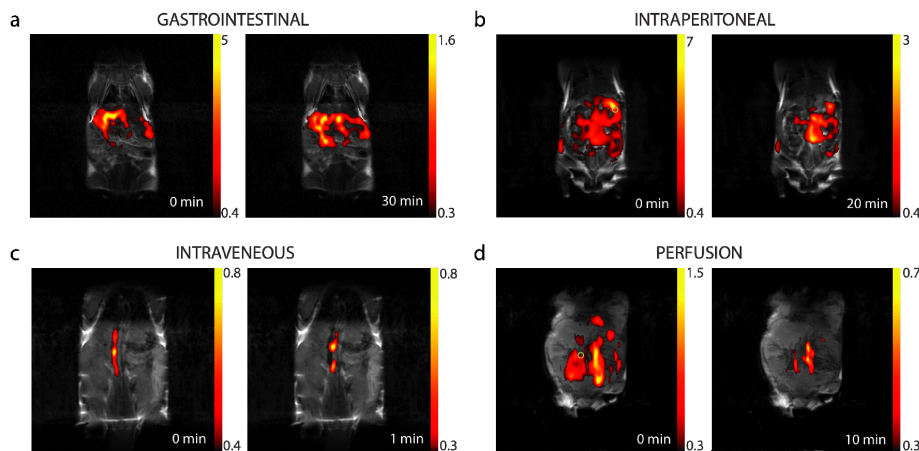 a GASTROINTESTINAL
5
0.4
0 min
1.6
0.3
30 min
b INTRAPERITONEAL
7
0.4
0 min
3
0.4
20 min
c INTRAVENEOUS
0.8
0.4
0 min
0.8
0.3
1 min
d PERFUSION
1.5
0.3
0 min
0.7
0.3
10 min